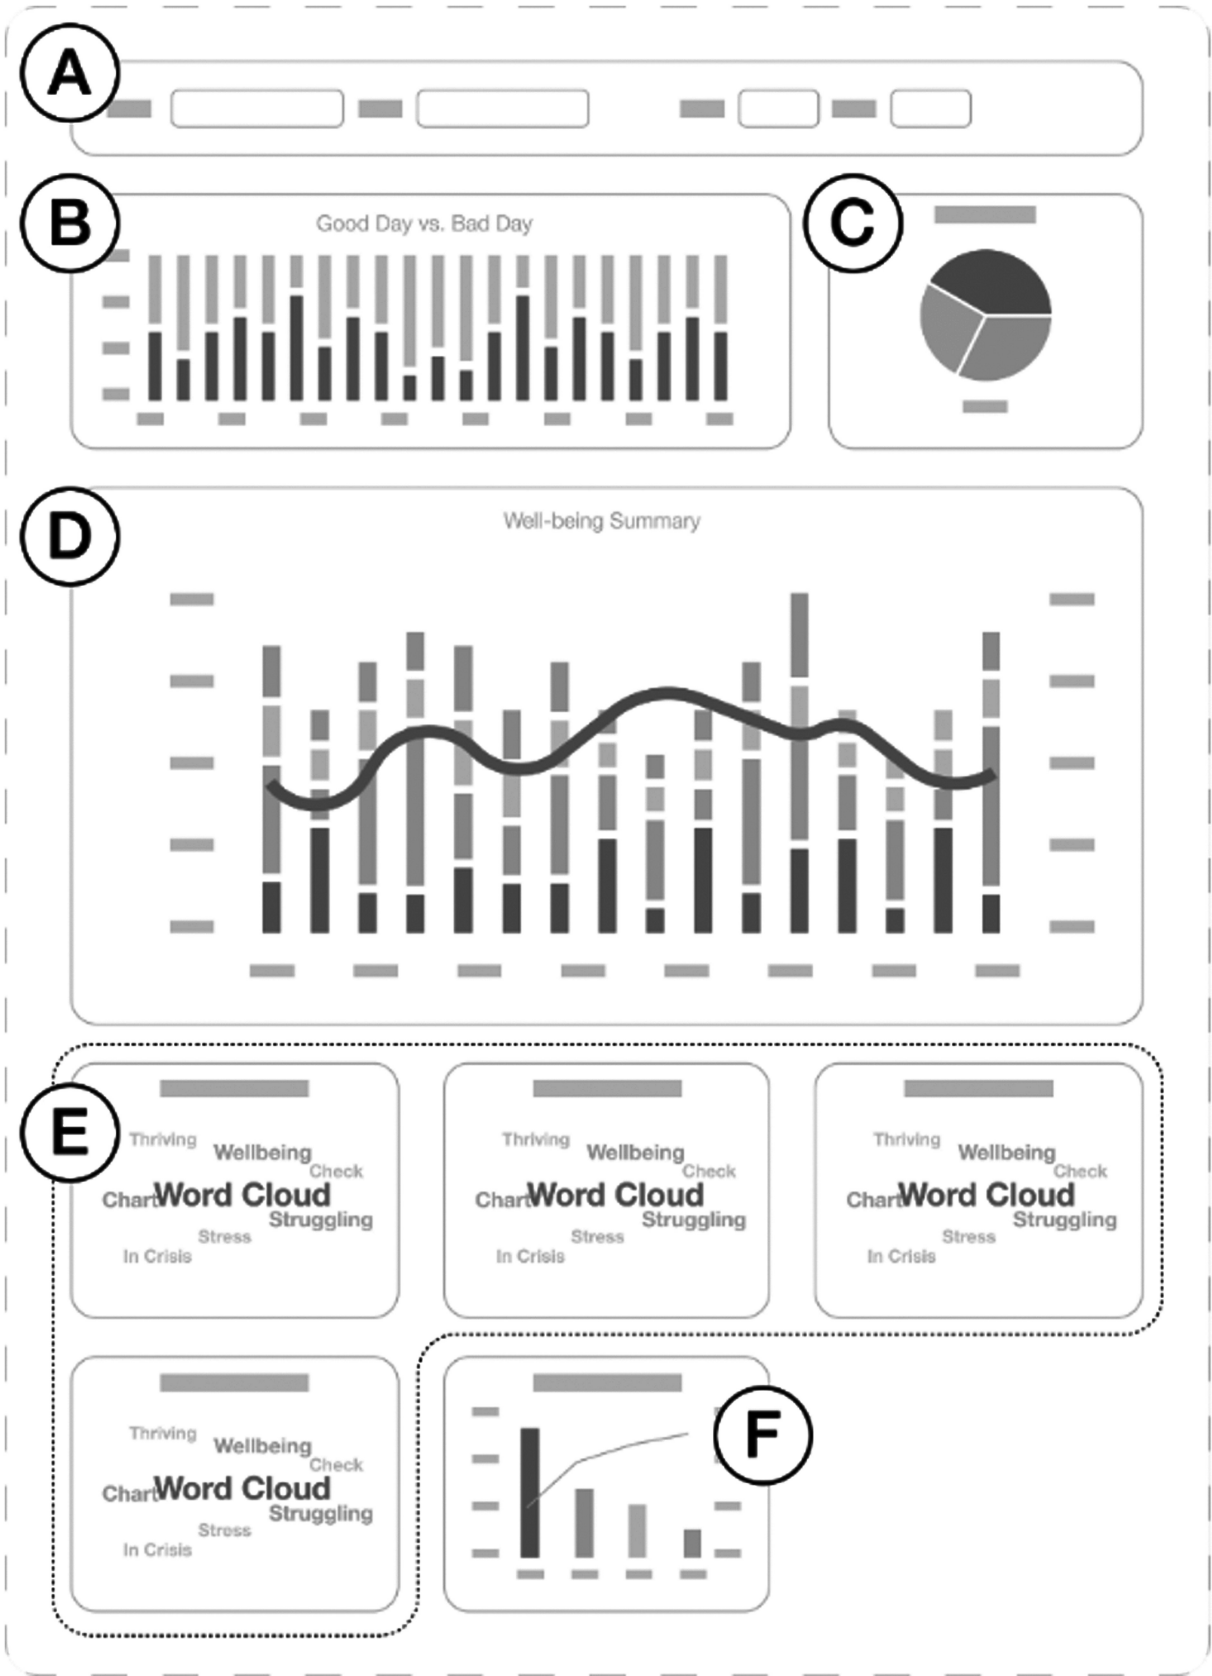 A
B
Good Day vs. Bad Day
C
D
Well-being Summary
E
Thriving
Wellbeing
Check
Chart
Word Cloud
Struggling
Stress
In Crisis
Thriving
Wellbeing
Check
Chart
Word Cloud
Struggling
Stress
In Crisis
Thriving
Wellbeing
Check
Chart
Word Cloud
Struggling
Stress
In Crisis
Thriving
Wellbeing
Check
Chart
Word Cloud
Struggling
Stress
In Crisis
F